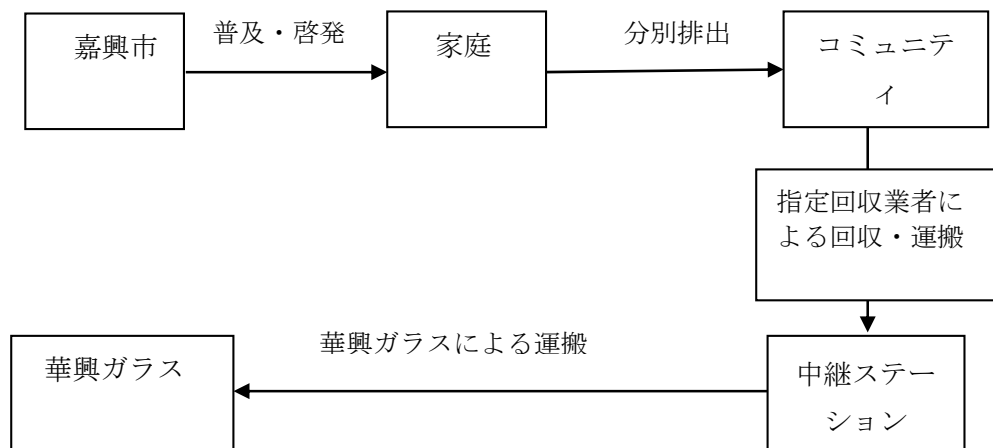 嘉興市
普及・啓発
家庭
分別排出
コミュニテ
ィ
指定回収業者に
よる回収・運搬
華興ガラス
華興ガラスによる運搬
中継ステー
ション